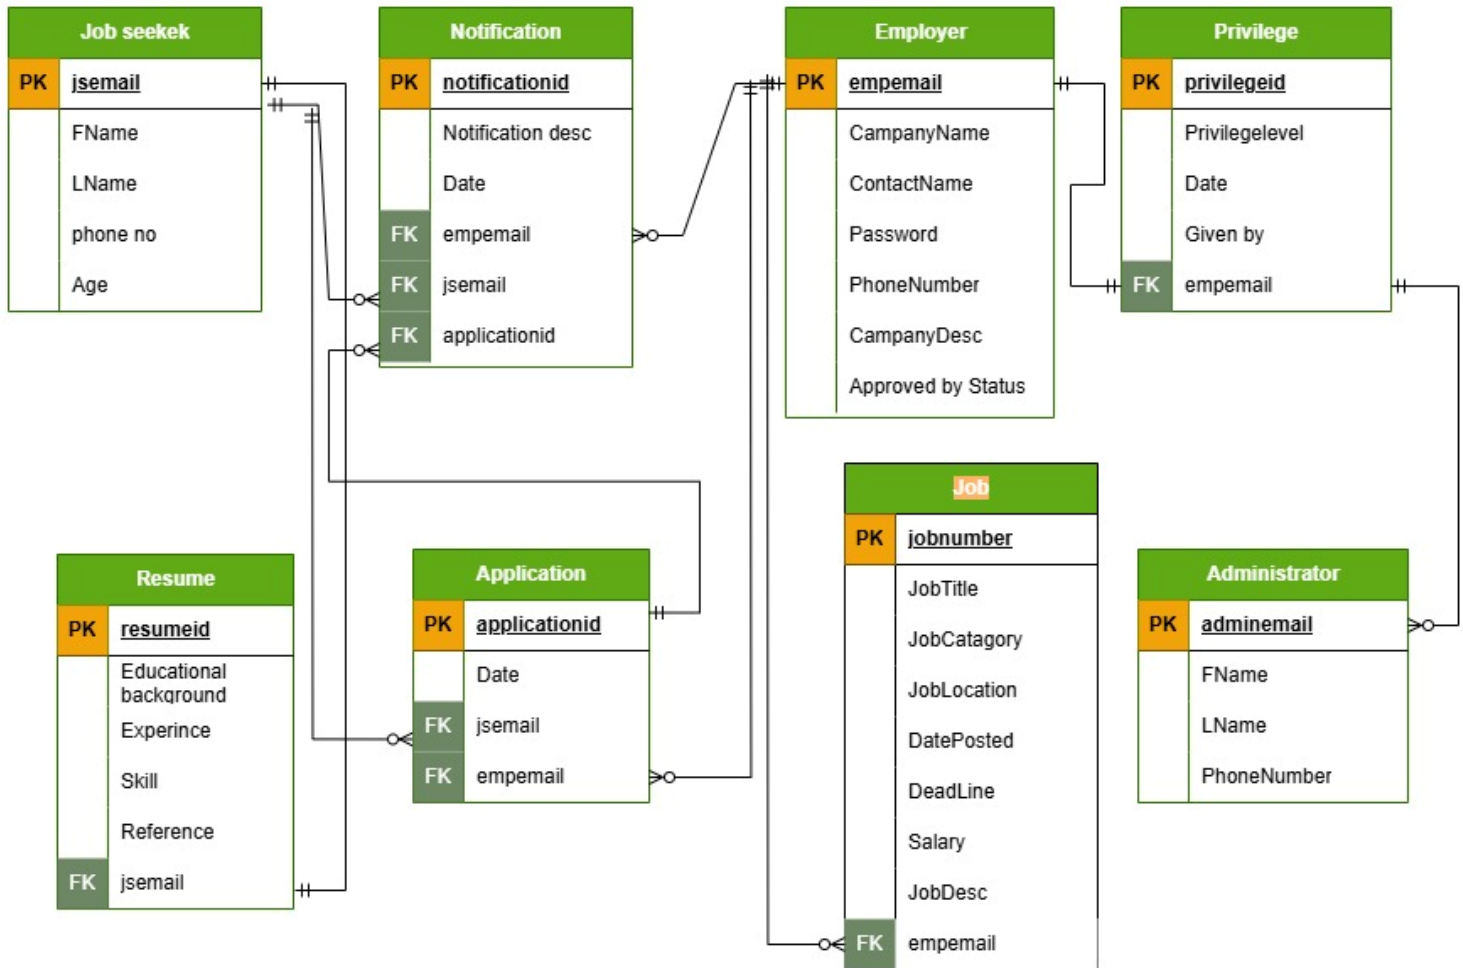 Job seekek
PK jsemail
FName
LName
phone no
Age
Notification
PK notificationid
Notification desc
Date
FK empemail
FK jsemail
FK applicationid
Employer
PK empemail
CampanyName
ContactName
Password
PhoneNumber
CampanyDesc
Approved by Status
Privilege
PK privilegeid
Privilegelevel
Date
Given by
FK empemail
Resume
PK resumeid
Educational
background
Experince
Skill
Reference
FK jsemail
Application
PK applicationid
Date
FK jsemail
FK empemail
Job
PK jobnumber
JobTitle
JobCatagory
JobLocation
DatePosted
DeadLine
Salary
JobDesc
FK empemail
Administrator
PK adminemail
FName
LName
PhoneNumber